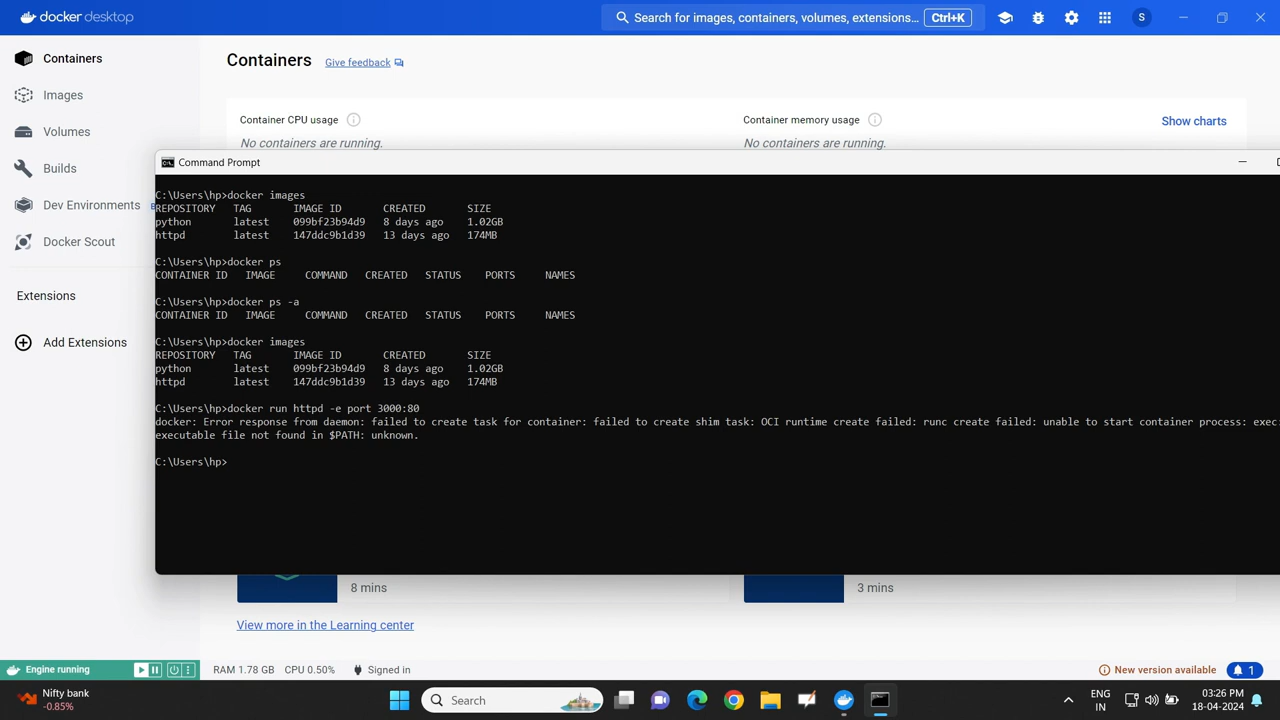 docker desktop
Search for images, containers, volumes, extensions... Ctrl+K
S
Containers
Images
Volumes
Builds
Dev Environments
Docker Scout
Extensions
Add Extensions
Containers Give feedback
Container CPU usage
No containers are running.
Container memory usage
No containers are running.
Show charts
Command Prompt
C:\Users\hp>docker images
REPOSITORY TAG IMAGE ID CREATED SIZE
python latest 099bf23b94d9 8 days ago 1.02GB
httpd latest 147ddc9b1d39 13 days ago 174MB
C:\Users\hp>docker ps
CONTAINER ID IMAGE COMMAND CREATED STATUS PORTS NAMES
C:\Users\hp>docker ps -a
CONTAINER ID IMAGE COMMAND CREATED STATUS PORTS NAMES
C:\Users\hp>docker images
REPOSITORY TAG IMAGE ID CREATED SIZE
python latest 099bf23b94d9 8 days ago 1.02GB
httpd latest 147ddc9b1d39 13 days ago 174MB
C:\Users\hp>docker run httpd -e port 3000:80
docker: Error response from daemon: failed to create task for container: failed to create shim task: OCI runtime create failed: runc create failed: unable to start container process: exec:
executable file not found in $PATH: unknown.
C:\Users\hp>
8 mins
3 mins
View more in the Learning center
Engine running
RAM 1.78 GB CPU 0.50% Signed in
New version available
1
Nifty bank
-0.85%
Search
ENG
IN
03:26 PM
18-04-2024